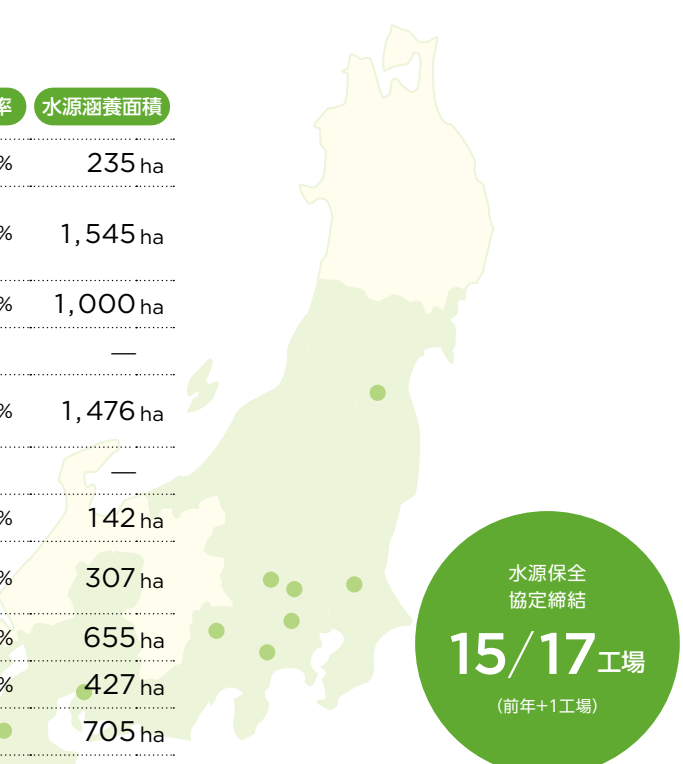 率 水源涵養面積
% 235 ha
% 1,545 ha
% 1,000 ha
—
% 1,476 ha
—
% 142 ha
% 307 ha
% 655 ha
% 427 ha
705 ha
水源保全
協定締結
15/17工場
(前年+1工場)